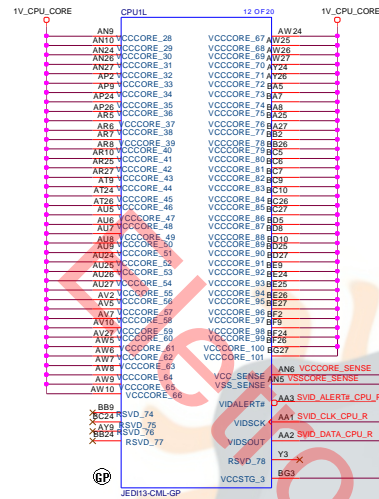 1V_CPU_CORE CPU1L 12 OF 20 1V_CPU_CORE
AN9 VCCCORE_28 VCCCORE_67 AW24
AN10 VCCCORE_29 VCCCORE_68 AW25
AN24 VCCCORE_30 VCCCORE_69 AW26
AN26 VCCCORE_31 VCCCORE_70 AW27
AN27 VCCCORE_32 VCCCORE_71 AY24
AP2 VCCCORE_33 VCCCORE_72 AY26
AP9 VCCCORE_34 VCCCORE_73 BA5
AP24 VCCCORE_35 VCCCORE_74 BA7
AP26 VCCCORE_36 VCCCORE_75 BA8
AR5 VCCCORE_37 VCCCORE_76 BA25
AR6 VCCCORE_38 VCCCORE_77 BA27
AR7 VCCCORE_39 VCCCORE_78 BB2
AR8 VCCCORE_40 VCCCORE_79 BB26
AR10 VCCCORE_41 VCCCORE_80 BC5
AR25 VCCCORE_42 VCCCORE_81 BC6
AR27 VCCCORE_43 VCCCORE_82 BC7
AT9 VCCCORE_44 VCCCORE_83 BC9
AT24 VCCCORE_45 VCCCORE_84 BC10
AT26 VCCCORE_46 VCCCORE_85 BC26
AU5 VCCCORE_47 VCCCORE_86 BC27
AU6 VCCCORE_48 VCCCORE_87 BD5
AU7 VCCCORE_49 VCCCORE_88 BD8
AU8 VCCCORE_50 VCCCORE_89 BD10
AU9 VCCCORE_51 VCCCORE_90 BD25
AU24 VCCCORE_52 VCCCORE_91 BD27
AU25 VCCCORE_53 VCCCORE_92 BE9
AU26 VCCCORE_54 VCCCORE_93 BE24
AU27 VCCCORE_55 VCCCORE_94 BE25
AV2 VCCCORE_56 VCCCORE_95 BE26
AV5 VCCCORE_57 VCCCORE_96 BE27
AV7 VCCCORE_58 VCCCORE_97 BF2
AV10 VCCCORE_59 VCCCORE_98 BF9
AV27 VCCCORE_60 VCCCORE_99 BF24
AW5 VCCCORE_61 VCCCORE_100 BF26
AW6 VCCCORE_62 VCCCORE_101 BG27
AW7 VCCCORE_63
AW8 VCCCORE_64 VCC_SENSE AN6 VCCCORE_SENSE
AW9 VCCCORE_65 VSS_SENSE AN5 VSSCORE_SENSE
AW10 VCCCORE_66
VIDALERT# AA3 SVID_ALERT#_CPU_R
BB9 RSVD_74 VIDSCK AA1 SVID_CLK_CPU_R
BC24 RSVD_75
AY9 RSVD_76 VIDSOUT AA2 SVID_DATA_CPU_R
BB24 RSVD_77
RSVD_78 Y3
VCCSTG_3 BG3
GP
JEDI13-CML-GP